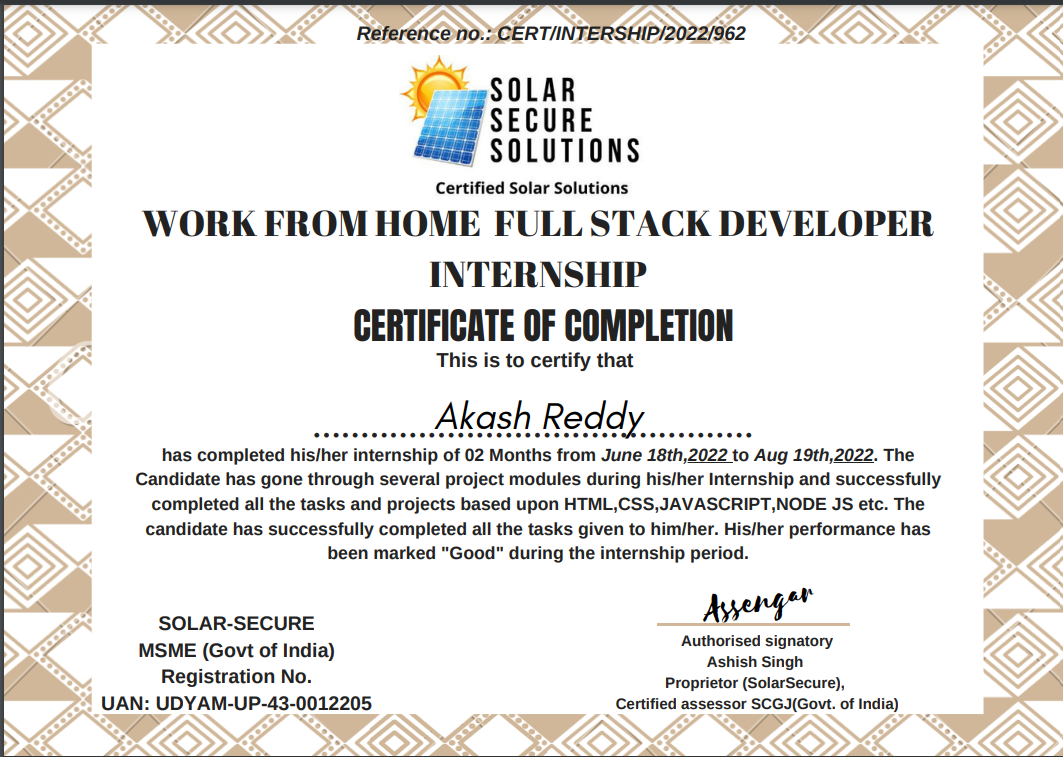 Reference no.: CERT/INTERSHIP/2022/962
SOLAR
SECURE
SOLUTIONS
Certified Solar Solutions
WORK FROM HOME FULL STACK DEVELOPER
INTERNSHIP
CERTIFICATE OF COMPLETION
This is to certify that
Akash Reddy
has completed his/her internship of 02 Months from June 18th,2022 to Aug 19th,2022. The
Candidate has gone through several project modules during his/her Internship and successfully
completed all the tasks and projects based upon HTML,CSS,JAVASCRIPT,NODE JS etc. The
candidate has successfully completed all the tasks given to him/her. His/her performance has
been marked "Good" during the internship period.
SOLAR-SECURE
MSME (Govt of India)
Registration No.
UAN: UDYAM-UP-43-0012205
Assengar
Authorised signatory
Ashish Singh
Proprietor (SolarSecure),
Certified assessor SCGJ(Govt. of India)